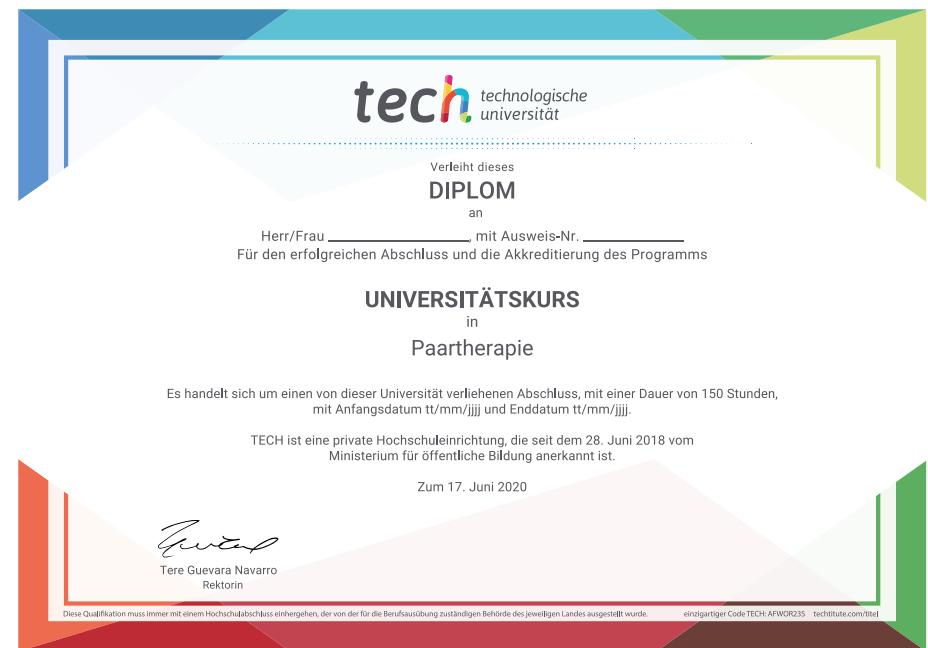 tech technologische
universität
Verleiht dieses
DIPLOM
an
Herr/Frau ____________, mit Ausweis-Nr. ____________
Für den erfolgreichen Abschluss und die Akkreditierung des Programms
UNIVERSITÄTSKURS
in
Paartherapie
Es handelt sich um einen von dieser Universität verliehenen Abschluss, mit einer Dauer von 150 Stunden,
mit Anfangsdatum tt/mm/jjjj und Enddatum tt/mm/jjjj.
TECH ist eine private Hochschuleinrichtung, die seit dem 28. Juni 2018 vom
Ministerium für öffentliche Bildung anerkannt ist.
Zum 17. Juni 2020
Tere Guevara Navarro
Rektorin
Diese Qualifikation muss immer mit einem Hochschulabschluss einhergehen, der von der für die Berufsausübung zuständigen Behörde des jeweiligen Landes ausgestellt wurde. einzigartiger Code TECH: AFWOR23S techtitute.com/titel